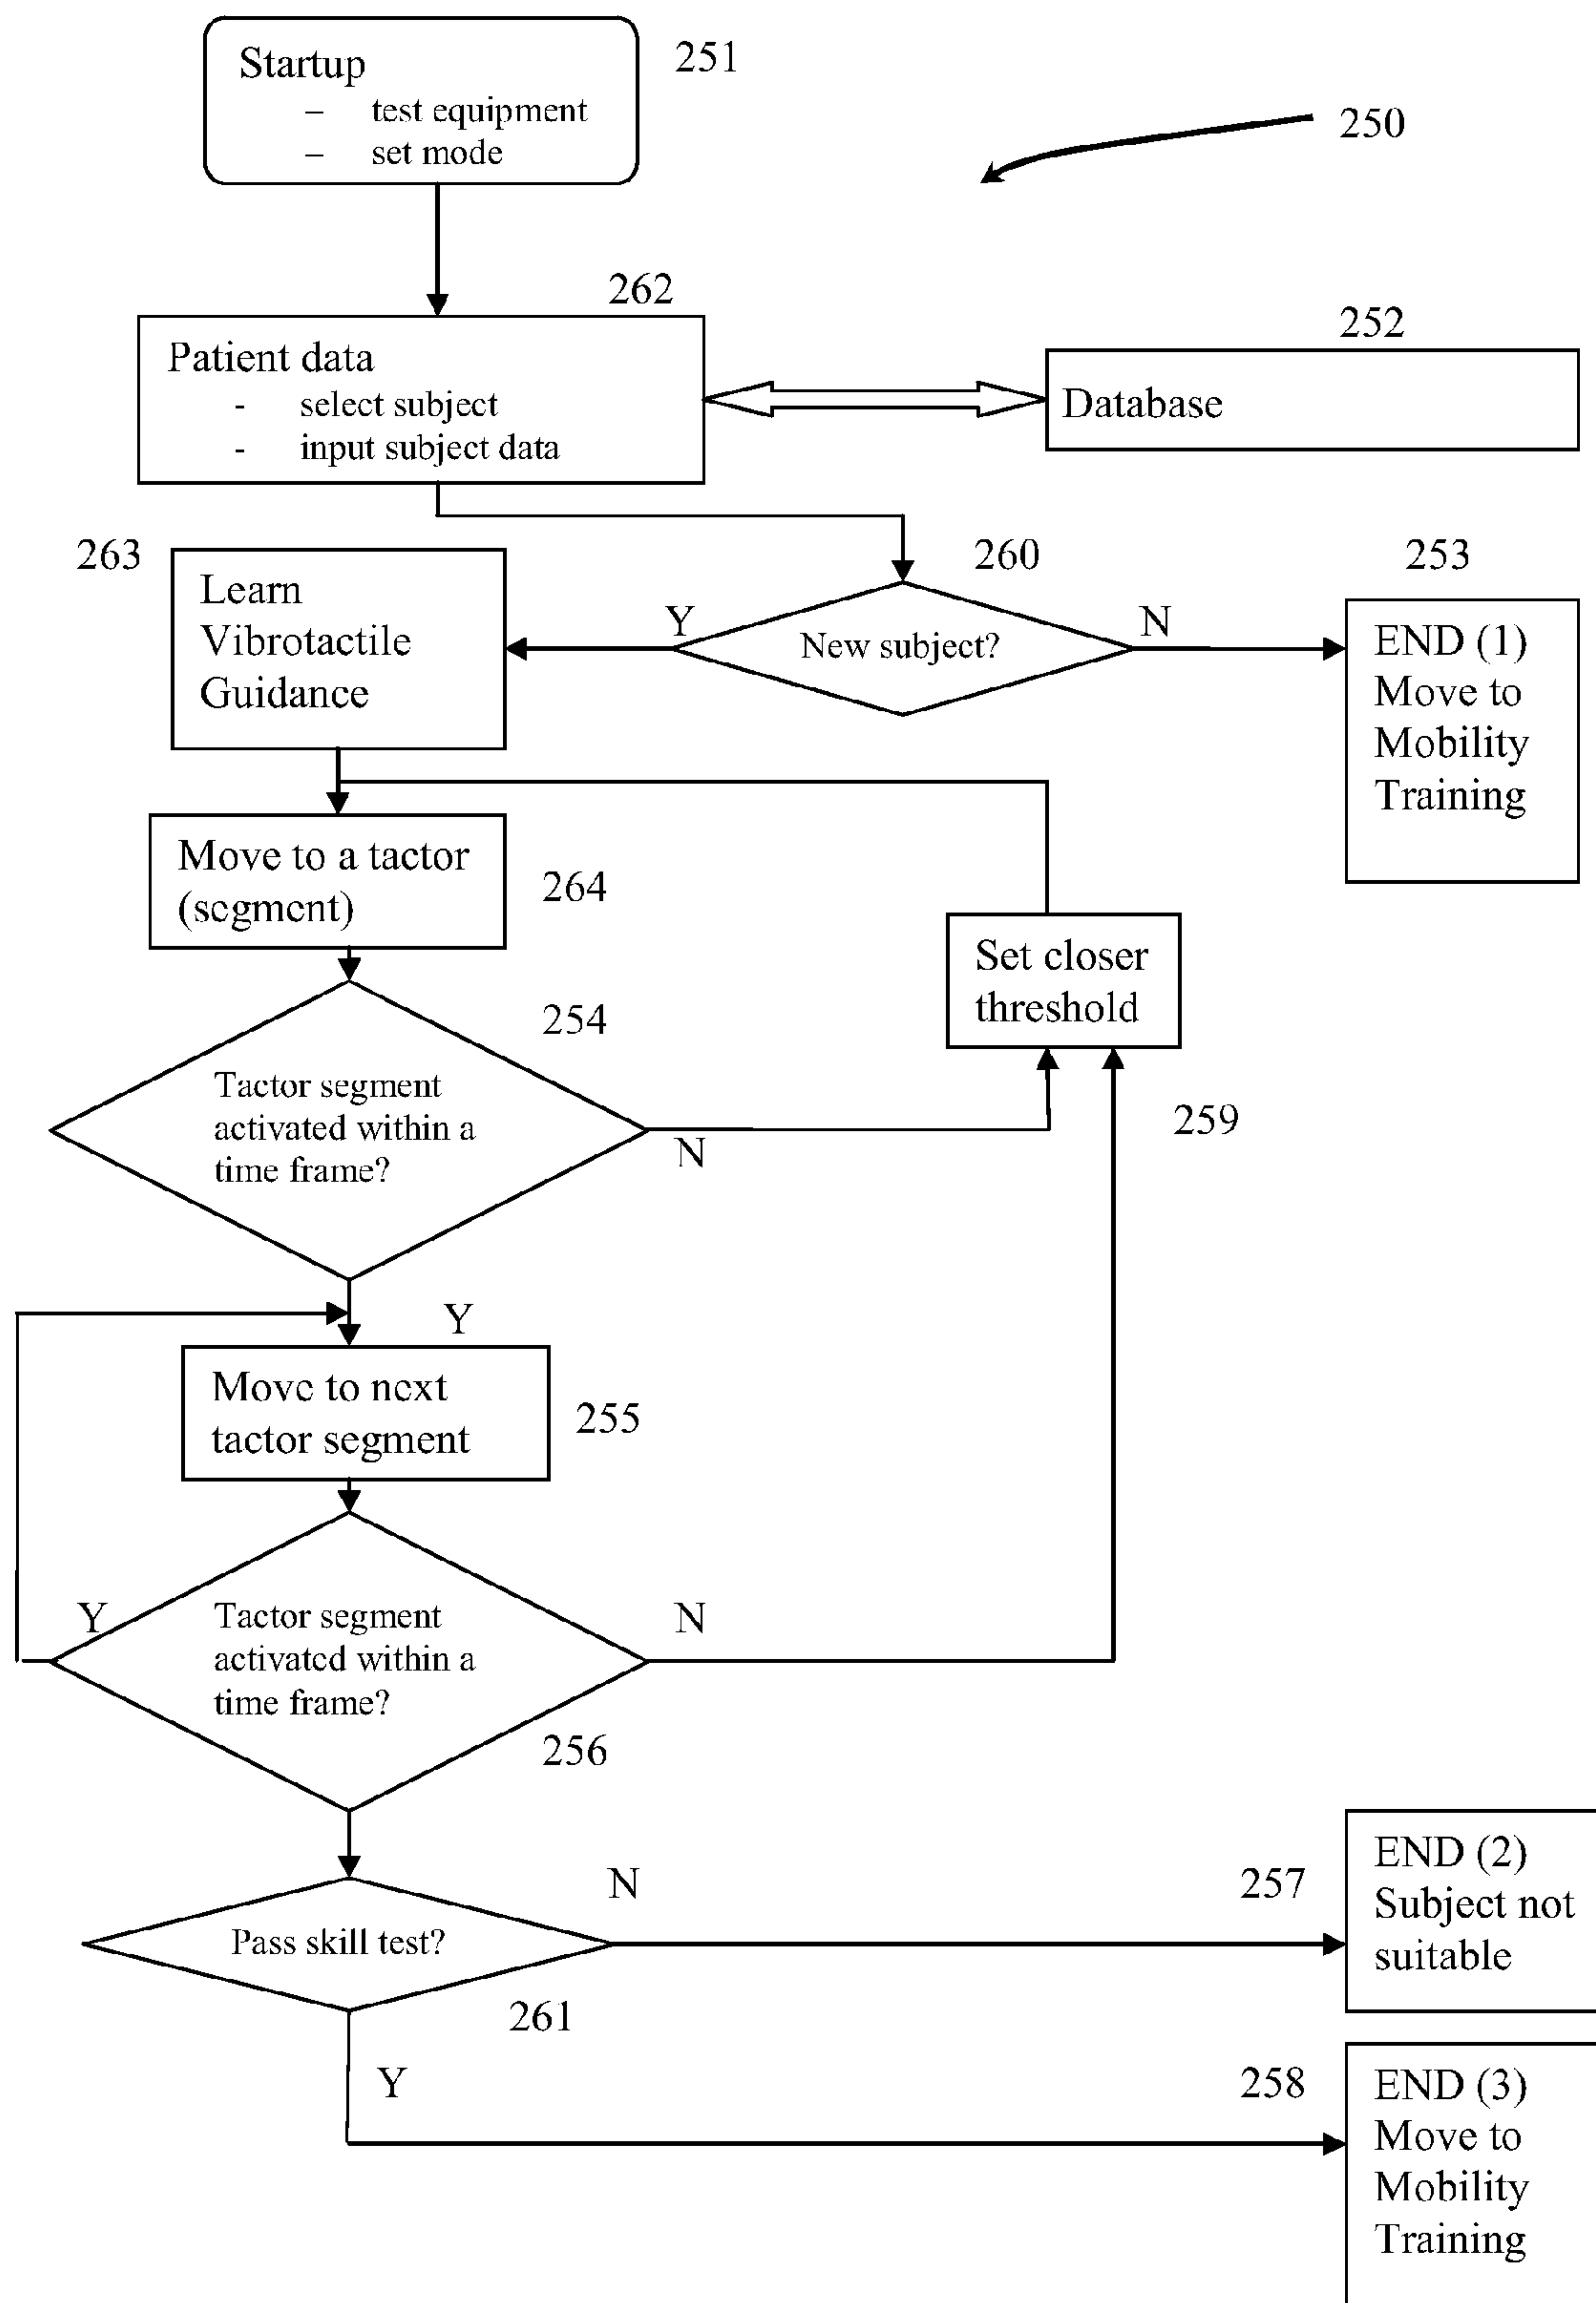 Startup
– test equipment
– set mode
251
250
262
Patient data
- select subject
- input subject data
252
Database
263
Learn
Vibrotactile
Guidance
260
Y
New subject?
N
253
END (1)
Move to
Mobility
Training
Move to a tactor
(segment)
264
Set closer
threshold
254
Tactor segment
activated within a
time frame?
N
259
Y
Move to next
tactor segment
255
Y
Tactor segment
activated within a
time frame?
N
256
Pass skill test?
N
257
END (2)
Subject not
suitable
261
Y
258
END (3)
Move to
Mobility
Training